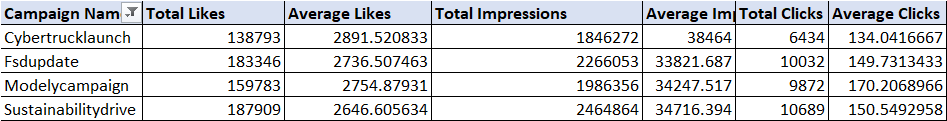 Campaign Nam Total Likes Average Likes Total Impressions Average Imp Total Clicks Average Clicks
Cybertrucklaunch 138793 2891.520833 1846272 38464 6434 134.0416667
Fsdupdate 183346 2736.507463 2266053 33821.687 10032 149.7313433
Modelycampaign 159783 2754.87931 1986356 34247.517 9872 170.2068966
Sustainabilitydrive 187909 2646.605634 2464864 34716.394 10689 150.5492958